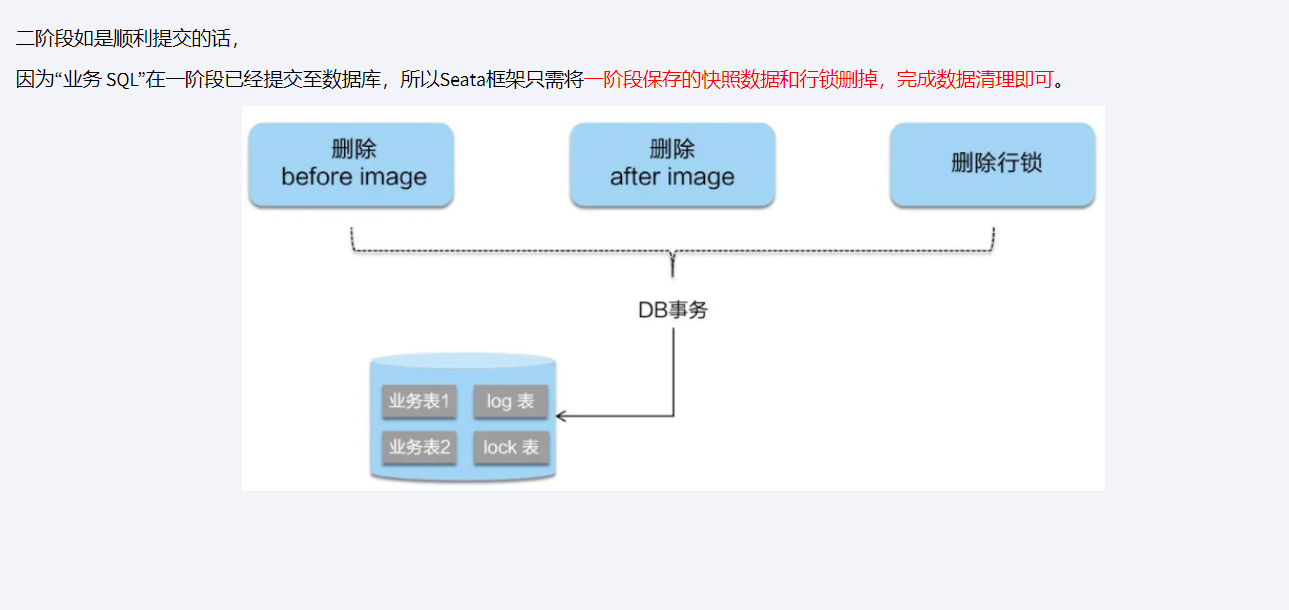 二阶段如是顺利提交的话，
因为“业务 SQL”在一阶段已经提交至数据库，所以Seata框架只需将一阶段保存的快照数据和行锁删掉，完成数据清理即可。
删除
before image
删除
after image
删除行锁
DB事务
业务表1
log 表
业务表2
lock 表